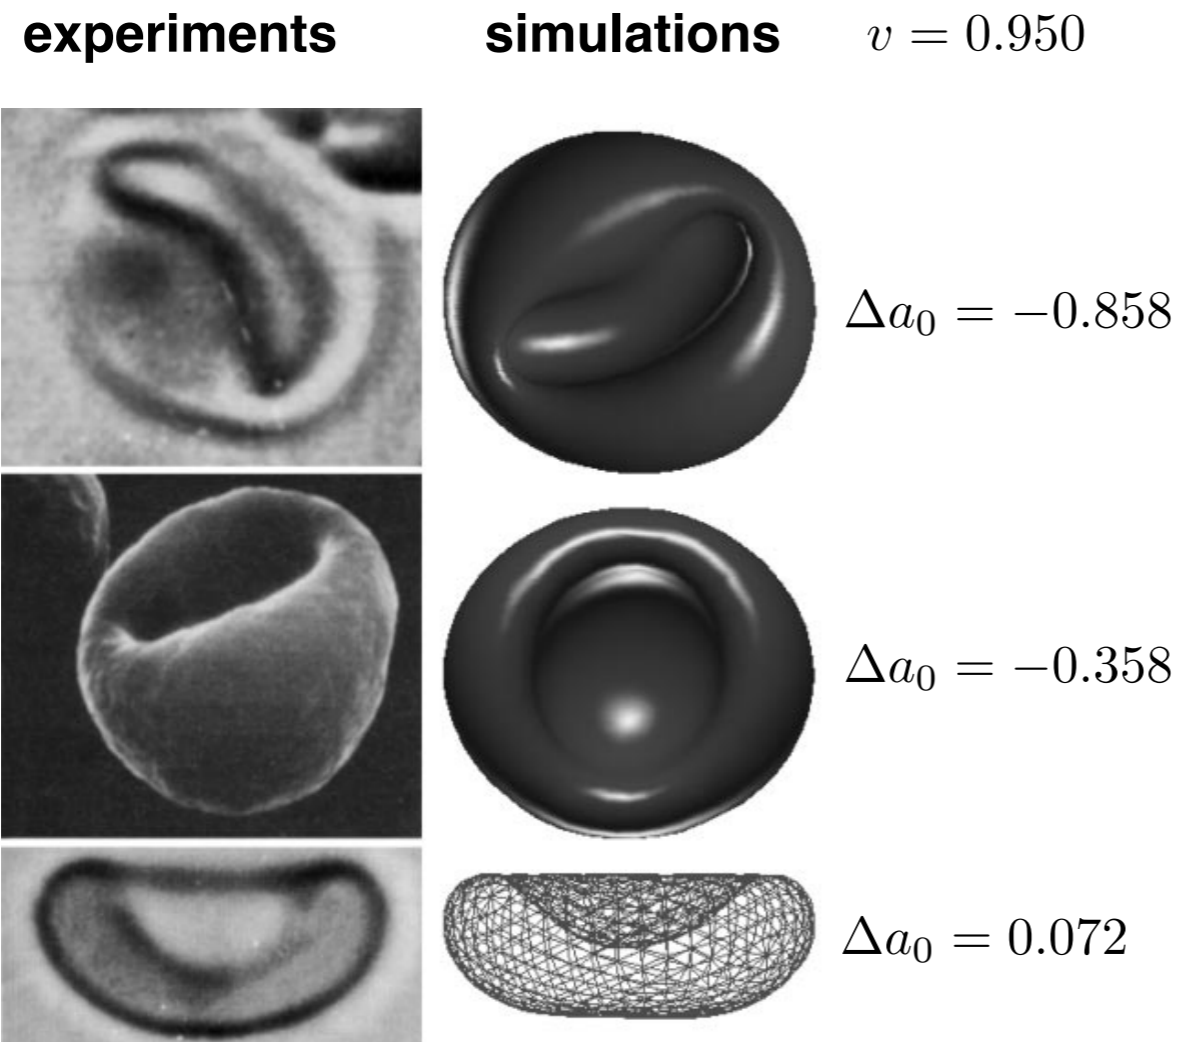 experiments simulations v = 0.950
Δa₀ = −0.858
Δa₀ = −0.358
Δa₀ = 0.072